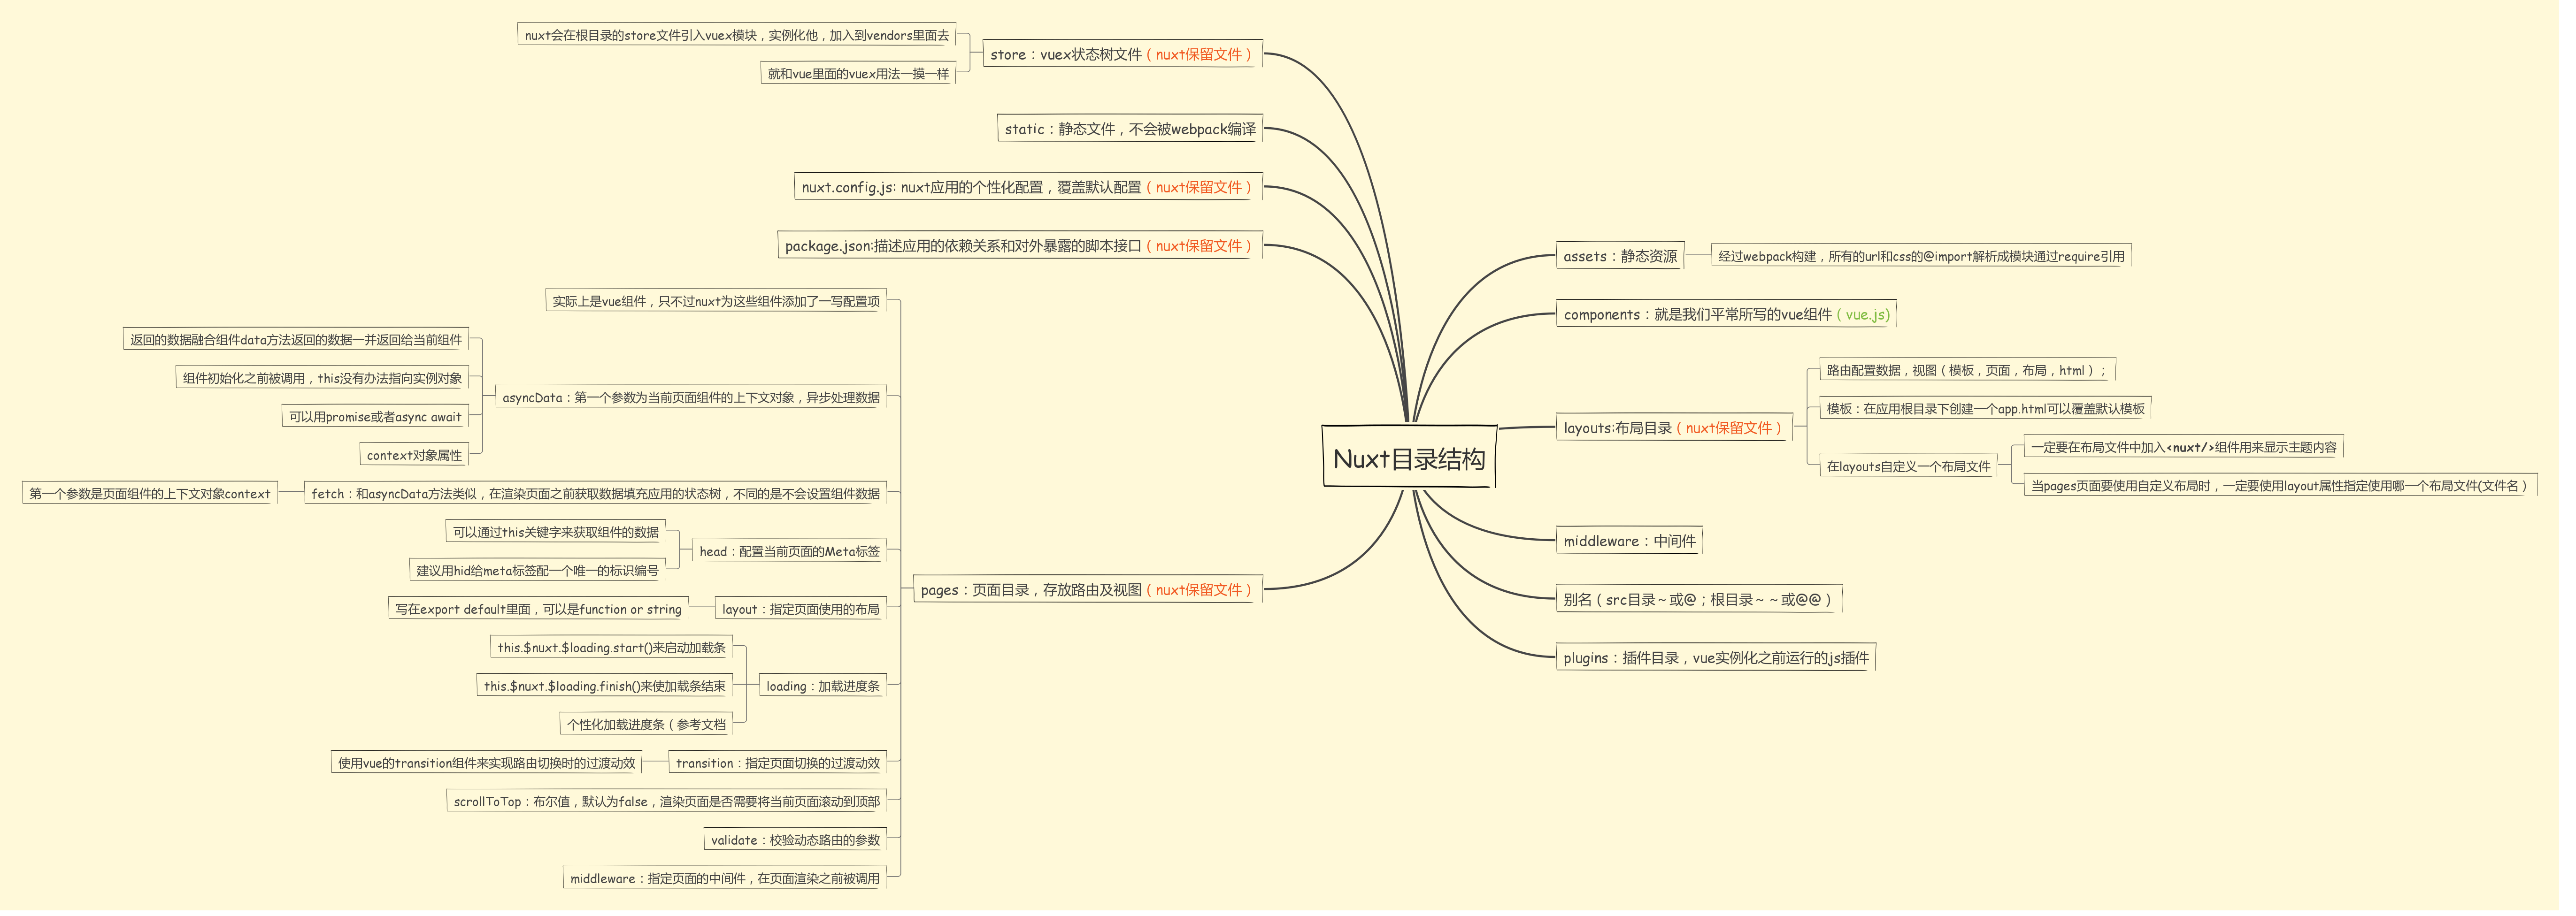 Nuxt目录结构
assets：静态资源
经过webpack构建，所有的url和css的@import解析成模块通过require引用
components：就是我们平常所写的vue组件（vue.js)
layouts:布局目录（nuxt保留文件）
路由配置数据，视图（模板，页面，布局，html）；
模板：在应用根目录下创建一个app.html可以覆盖默认模板
在layouts自定义一个布局文件
一定要在布局文件中加入<nuxt/>组件用来显示主题内容
当pages页面要使用自定义布局时，一定要使用layout属性指定使用哪一个布局文件(文件名）
middleware：中间件
别名（src目录～或@；根目录～～或@@）
plugins：插件目录，vue实例化之前运行的js插件
store：vuex状态树文件（nuxt保留文件）
nuxt会在根目录的store文件引入vuex模块，实例化他，加入到vendors里面去
就和vue里面的vuex用法一摸一样
static：静态文件，不会被webpack编译
nuxt.config.js: nuxt应用的个性化配置，覆盖默认配置（nuxt保留文件）
package.json:描述应用的依赖关系和对外暴露的脚本接口（nuxt保留文件）
pages：页面目录，存放路由及视图（nuxt保留文件）
实际上是vue组件，只不过nuxt为这些组件添加了一写配置项
asyncData：第一个参数为当前页面组件的上下文对象，异步处理数据
返回的数据融合组件data方法返回的数据一并返回给当前组件
组件初始化之前被调用，this没有办法指向实例对象
可以用promise或者async await
context对象属性
fetch：和asyncData方法类似，在渲染页面之前获取数据填充应用的状态树，不同的是不会设置组件数据
第一个参数是页面组件的上下文对象context
head：配置当前页面的Meta标签
可以通过this关键字来获取组件的数据
建议用hid给meta标签配一个唯一的标识编号
layout：指定页面使用的布局
写在export default里面，可以是function or string
loading：加载进度条
this.$nuxt.$loading.start()来启动加载条
this.$nuxt.$loading.finish()来使加载条结束
个性化加载进度条（参考文档
transition：指定页面切换的过渡动效
使用vue的transition组件来实现路由切换时的过渡动效
scrollToTop：布尔值，默认为false，渲染页面是否需要将当前页面滚动到顶部
validate：校验动态路由的参数
middleware：指定页面的中间件，在页面渲染之前被调用